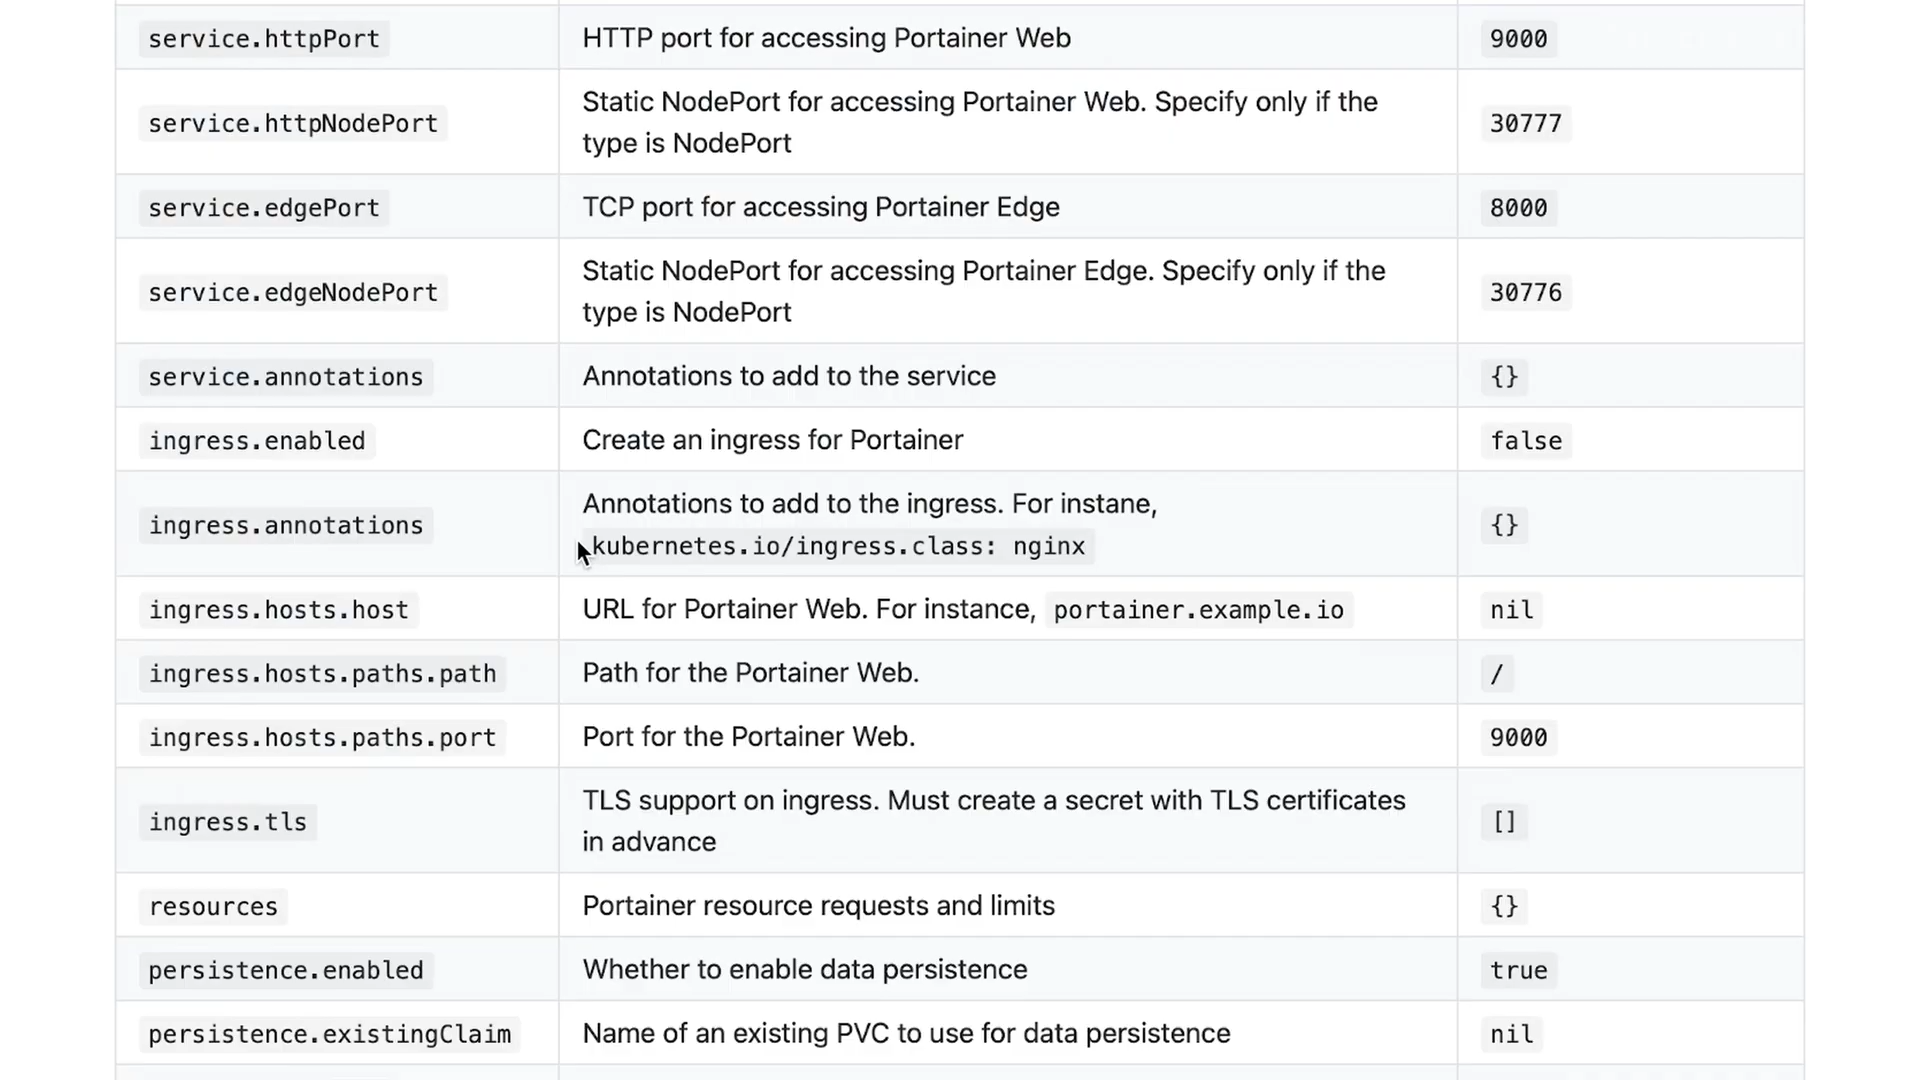 service.httpPort HTTP port for accessing Portainer Web 9000
service.httpNodePort Static NodePort for accessing Portainer Web. Specify only if the
type is NodePort 30777
service.edgePort TCP port for accessing Portainer Edge 8000
service.edgeNodePort Static NodePort for accessing Portainer Edge. Specify only if the
type is NodePort 30776
service.annotations Annotations to add to the service {}
ingress.enabled Create an ingress for Portainer false
ingress.annotations Annotations to add to the ingress. For instane,
kubernetes.io/ingress.class: nginx {}
ingress.hosts.host URL for Portainer Web. For instance, portainer.example.io nil
ingress.hosts.paths.path Path for the Portainer Web. /
ingress.hosts.paths.port Port for the Portainer Web. 9000
ingress.tls TLS support on ingress. Must create a secret with TLS certificates
in advance []
resources Portainer resource requests and limits {}
persistence.enabled Whether to enable data persistence true
persistence.existingClaim Name of an existing PVC to use for data persistence nil